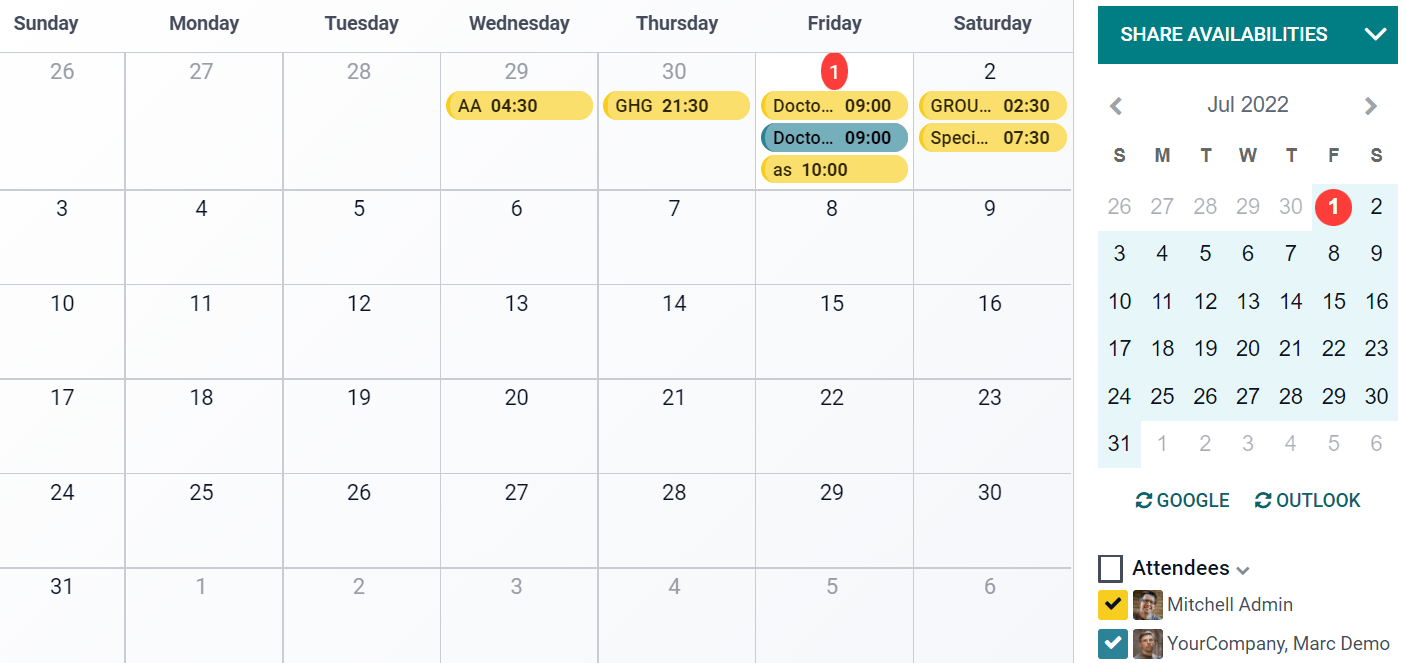 Sunday Monday Tuesday Wednesday Thursday Friday Saturday
26 27 28 29 30 1 2
AA 04:30 GHG 21:30 Docto... 09:00 GROU... 02:30
Docto... 09:00 Speci... 07:30
as 10:00
3 4 5 6 7 8 9
10 11 12 13 14 15 16
17 18 19 20 21 22 23
24 25 26 27 28 29 30
31 1 2 3 4 5 6
SHARE AVAILABILITIES
Jul 2022
S M T W T F S
26 27 28 29 30 1 2
3 4 5 6 7 8 9
10 11 12 13 14 15 16
17 18 19 20 21 22 23
24 25 26 27 28 29 30
31 1 2 3 4 5 6
GOOGLE OUTLOOK
Attendees
Mitchell Admin
YourCompany, Marc Demo